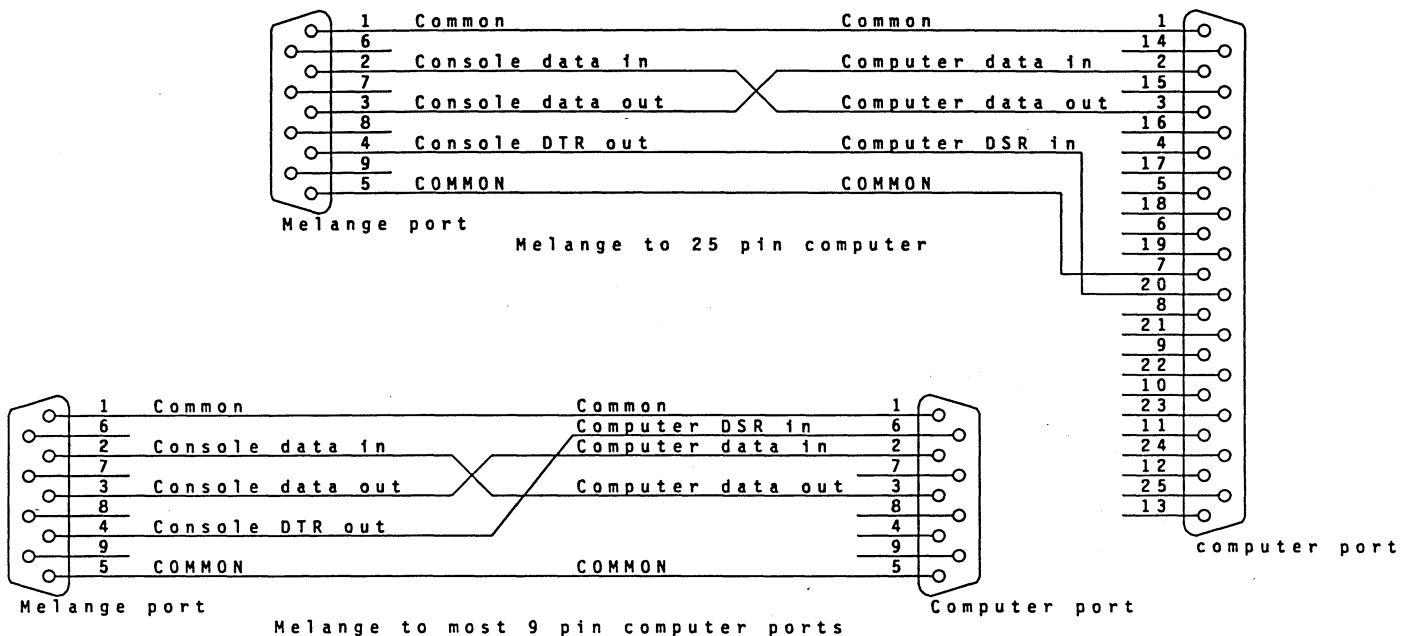 1 Common Common 1
6 14
2 Console data in Computer data in 2
7 15
3 Console data out Computer data out 3
8 16
4 Console DTR out Computer DSR in 4
9 17
5 COMMON COMMON 5
18
Melange port 6
Melange to 25 pin computer 19
7
20
8
21
9
22
10
23
11
24
12
25
13
computer port
1 Common Common 1
6 Computer DSR in 6
2 Console data in Computer data in 2
7 7
3 Console data out Computer data out 3
8 8
4 Console DTR out 4
9 9
5 COMMON COMMON 5
Melange port Computer port
Melange to most 9 pin computer ports